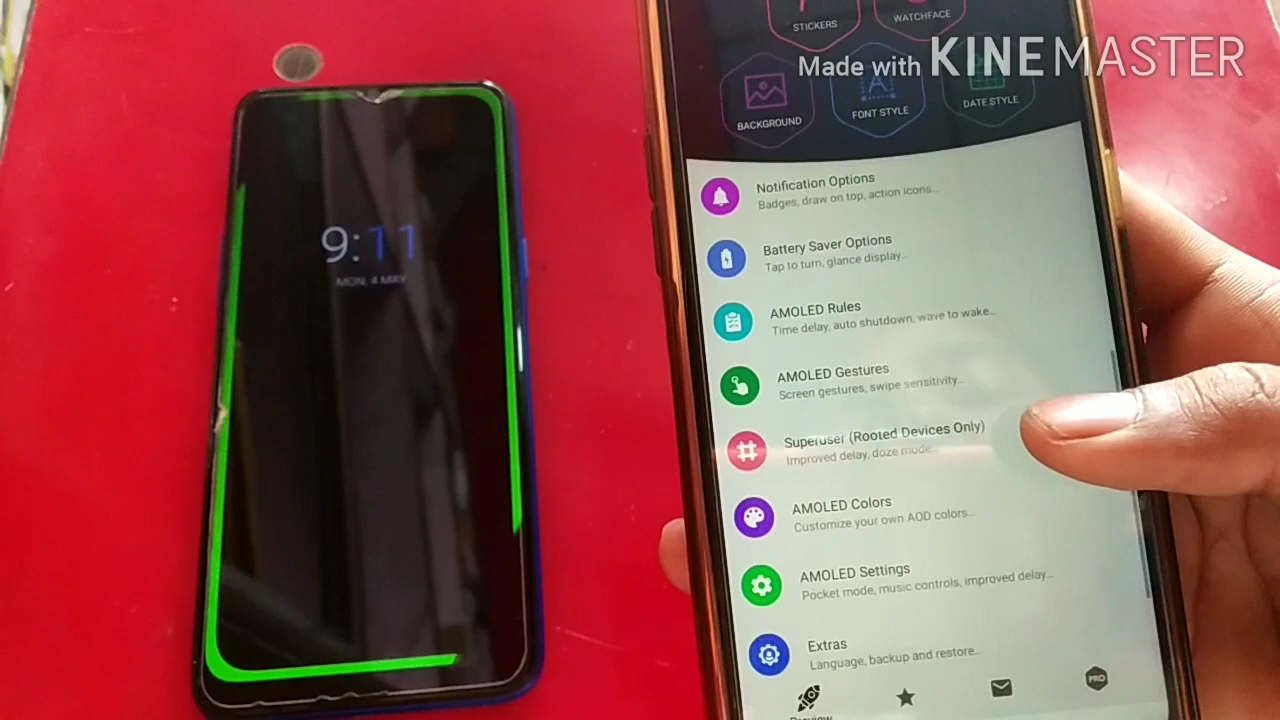 STICKERS
WATCHFACE
Made with KINEMASTER
BACKGROUND
FONT STYLE
DATE STYLE
9:11
MON, 4 MAY
Notification Options
Badges, draw on top, action icons...
Battery Saver Options
Tap to turn, glance display...
AMOLED Rules
Time delay, auto shutdown, wave to wake...
AMOLED Gestures
Screen gestures, swipe sensitivity...
Superuser (Rooted Devices Only)
Improved delay, doze mode...
AMOLED Colors
Customize your own AOD colors...
AMOLED Settings
Pocket mode, music controls, improved delay...
Extras
Language, backup and restore...
PRO
Preview